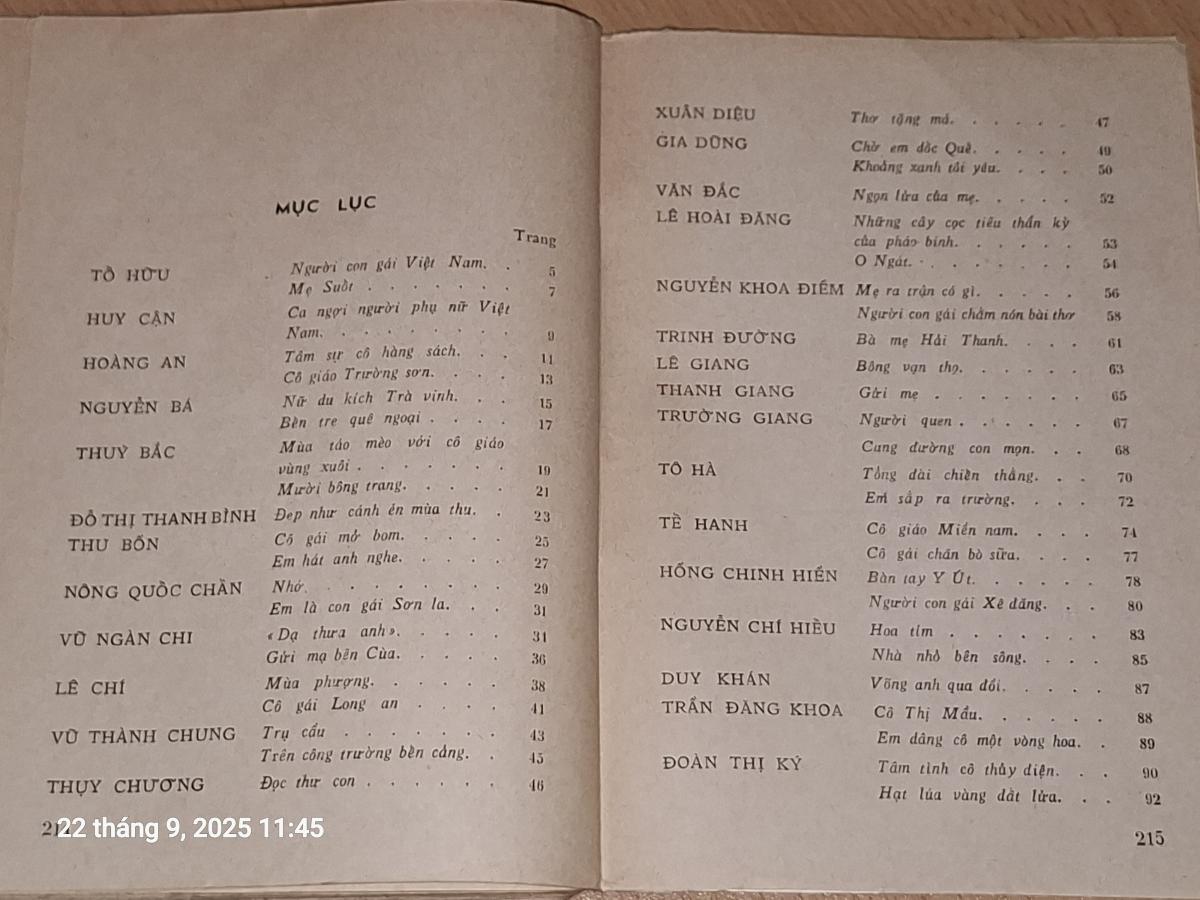 MỤC LỤC
Trang
TỐ HỮU Người con gái Việt Nam. . 5
Mẹ Suốt . . . . . . . 7
HUY CẬN Ca ngợi người phụ nữ Việt
Nam. . . . . . . . 9
HOÀNG AN Tâm sự cô hàng sách. . . 11
Cô giáo Trường sơn. . . . 13
NGUYỄN BÁ Nữ du kích Trà vinh. . . 15
Bến tre quê ngoại . . . . 17
THUỲ BẮC Mùa táo mèo với cô giáo
vùng xuôi . . . . . . . 19
Mười bông trang. . . . . 21
ĐỖ THỊ THANH BÌNH Đẹp như cánh én mùa thu. . 23
THU BỒN Cô gái mở bom. . . . . 25
Em hát anh nghe. . . . . 27
NÔNG QUỐC CHẤN Nhớ. . . . . . . . 29
Em là con gái Sơn la. . . 31
VŨ NGÀN CHI «Dạ thưa anh». . . . . 34
Gửi mạ bên Cùa. . . . . 36
LÊ CHÍ Mùa phượng. . . . . . 38
Cô gái Long an . . . . 41
VŨ THÀNH CHUNG Trụ cầu . . . . . . . 43
Trên công trường bến cảng. . 45
THỤY CHƯƠNG Đọc thư con . . . . . . 46
22 tháng 9, 2025 11:45
XUÂN DIỆU Thơ tặng má. . . . . . 47
GIA DŨNG Chờ em dốc Quê. . . . . 49
Khoảng xanh tôi yêu. . . . 50
VĂN ĐẮC Ngọn lửa của mẹ. . . . . 52
LÊ HOÀI ĐĂNG Những cây cọc tiêu thần kỳ
của pháo binh. . . . . . 53
O Ngát. . . . . . . . 54
NGUYỄN KHOA ĐIỀM Mẹ ra trận có gì. . . . . 56
Người con gái chằm nón bài thơ 58
TRINH ĐƯỜNG Bà mẹ Hải Thanh. . . . 61
LÊ GIANG Bông vạn thọ. . . . . . 63
THANH GIANG Gửi mẹ . . . . . . . 65
TRƯỜNG GIANG Người quen . . . . . . 67
Cung đường con mọn. . . 68
TÔ HÀ Tổng đài chiến thắng. . . 70
Em sắp ra trường. . . . 72
TẾ HANH Cô giáo Miền nam. . . . 74
Cô gái chăn bò sữa. . . . 77
HỒNG CHINH HIỀN Bàn tay Y Út. . . . . . 78
Người con gái Xê đăng. . . 80
NGUYỄN CHÍ HIẾU Hoa tím . . . . . . . 83
Nhà nhỏ bên sông. . . . 85
DUY KHÁN Võng anh qua đồi. . . . . 87
TRẦN ĐĂNG KHOA Cô Thị Mầu. . . . . . 88
Em dâng cô một vòng hoa. . 89
ĐOÀN THỊ KÝ Tâm tình cô thủy điện. . . 90
Hạt lúa vàng dắt lửa. . . 92
215